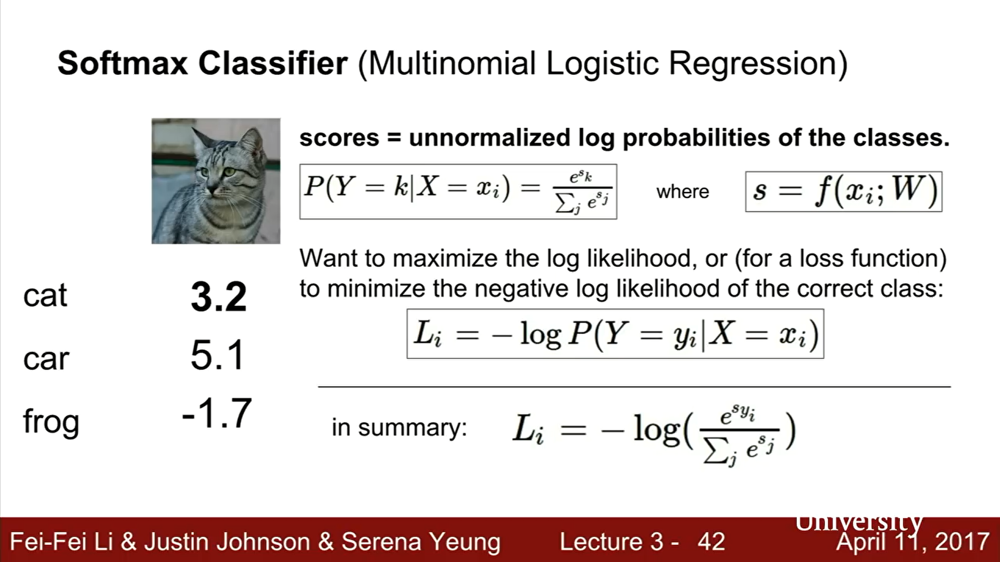 Softmax Classifier (Multinomial Logistic Regression)
scores = unnormalized log probabilities of the classes.
P(Y = k|X = x_i) = \frac{e^{s_k}}{\sum_j e^{s_j}} where s = f(x_i; W)
Want to maximize the log likelihood, or (for a loss function)
to minimize the negative log likelihood of the correct class:
cat 3.2
L_i = − log P(Y = y_i|X = x_i)
car 5.1
frog -1.7
in summary: L_i = − log(\frac{e^{s_{y_i}}}{\sum_j e^{s_j}})
University
Fei-Fei Li & Justin Johnson & Serena Yeung Lecture 3 - 42 April 11, 2017